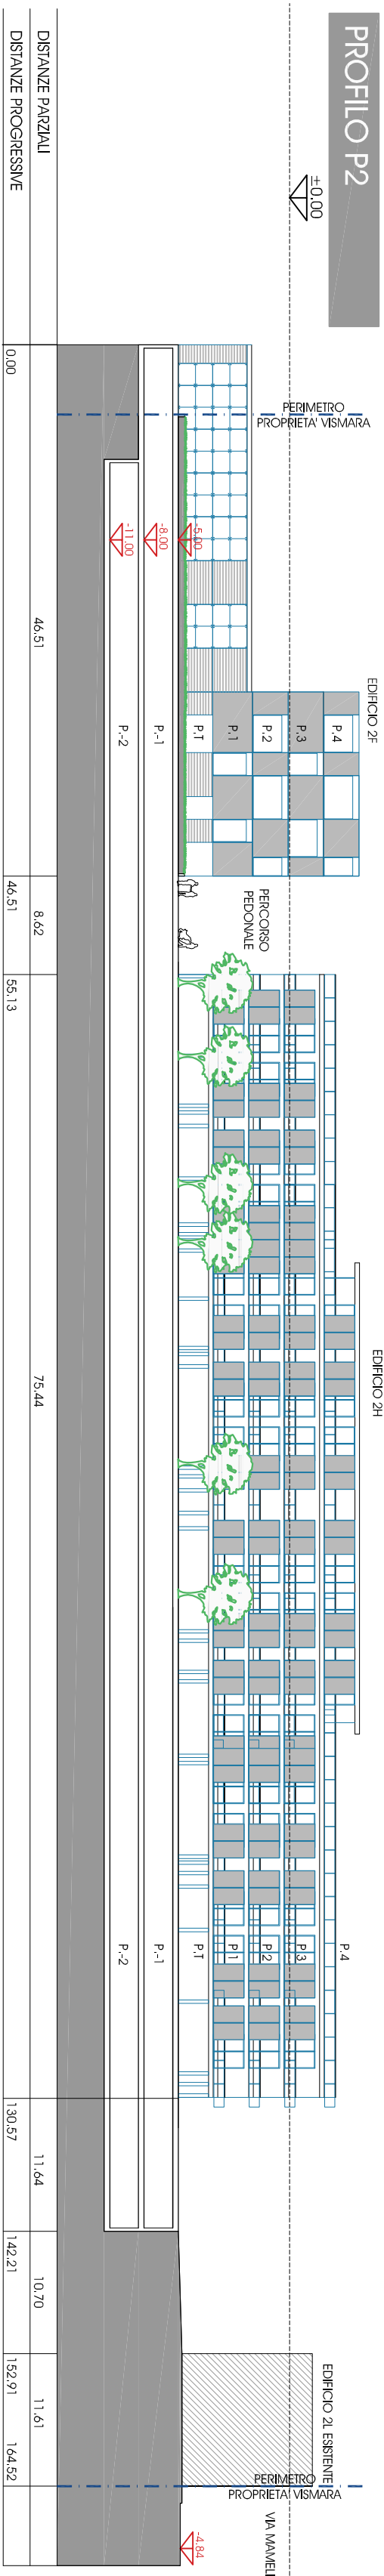 PROFILO P2
±0.00
PERIMETRO
PROPRIETA' VISMARA
EDIFICIO 2F
P.4
P.3
P.2
P.1
P.T
P.-1
P.-2
-5.00
-8.00
-11.00
PERCORSO
PEDONALE
EDIFICIO 2H
P.4
P.3
P.2
P.1
P.T
P.-1
P.-2
EDIFICIO 2L ESISTENTE
PERIMETRO
PROPRIETA' VISMARA
VIA MAMELI
-4.84
DISTANZE PARZIALI
46.51
8.62
75.44
11.64
10.70
11.61
DISTANZE PROGRESSIVE
0.00
46.51
55.13
130.57
142.21
152.91
164.52